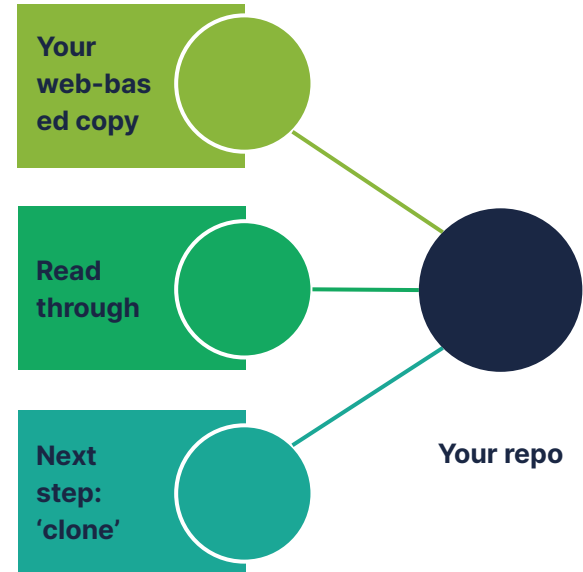 Your
web-bas
ed copy
Read
through
Next
step:
‘clone’
Your repo